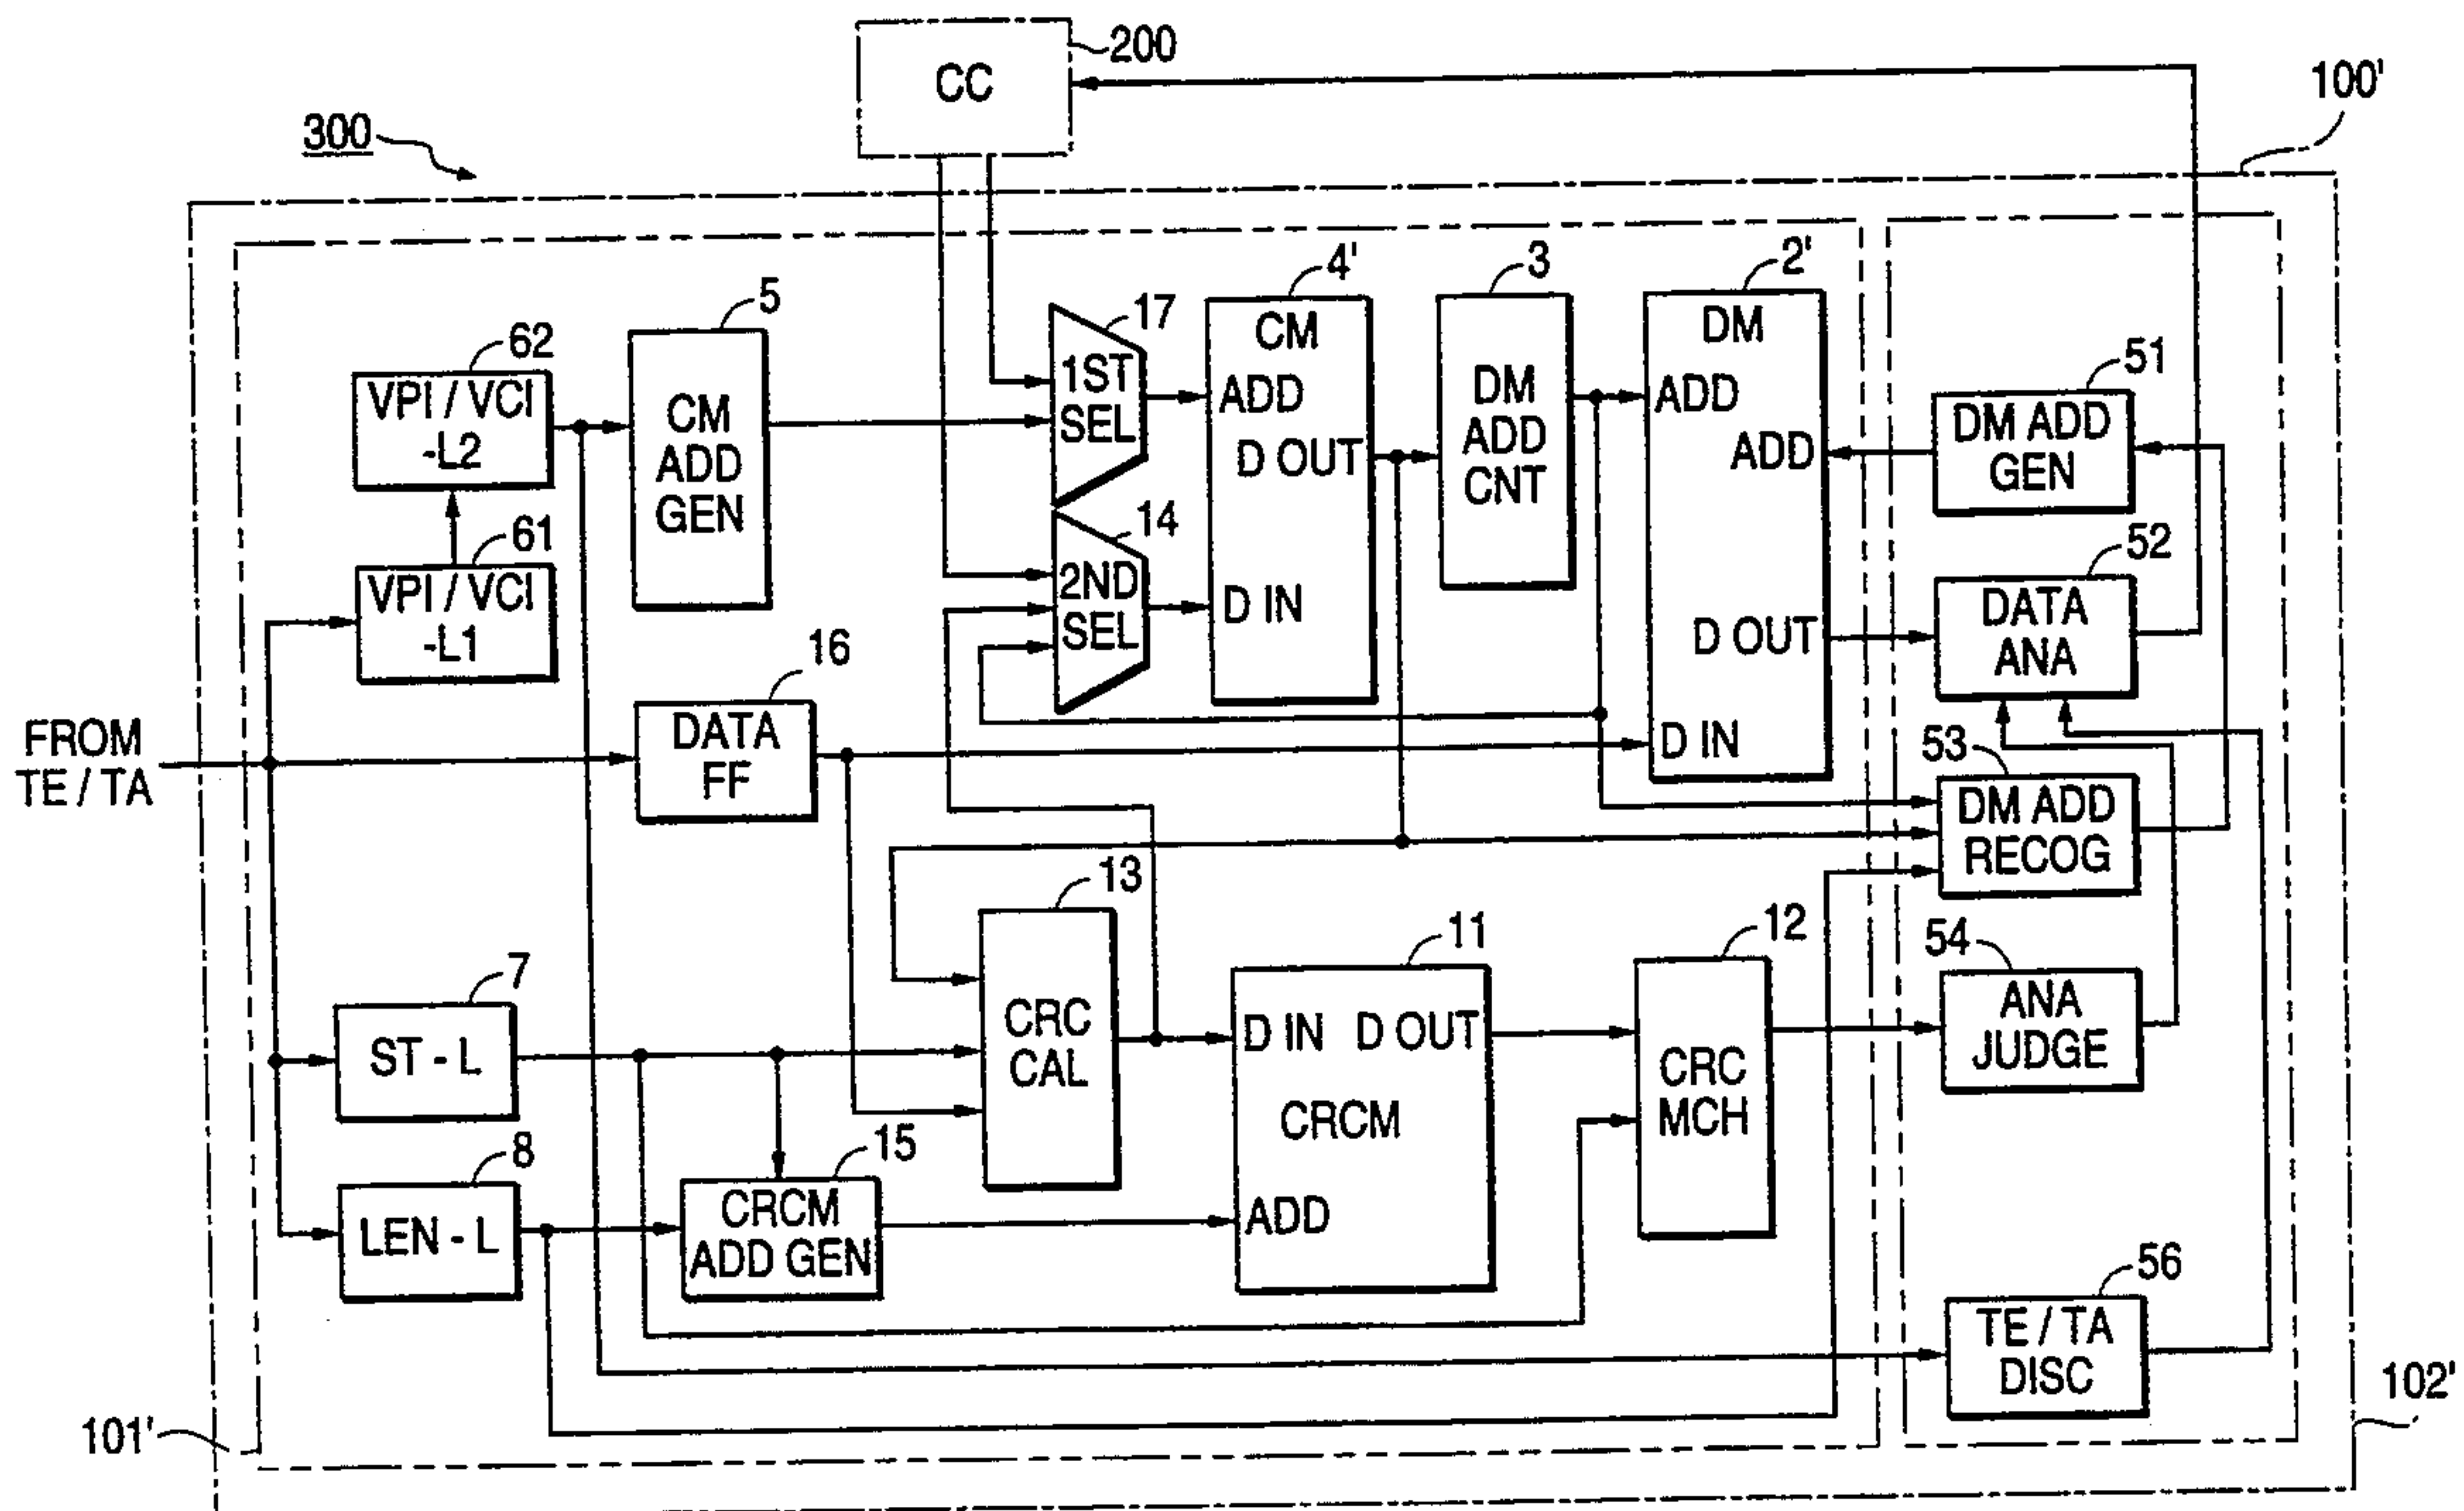 200
CC
100'
300
5
17
4'
3
2'
62
VPI / VCI
-L2
CM
ADD
GEN
1ST
SEL
CM
ADD
D OUT
D IN
DM
ADD
CNT
DM
ADD
ADD
D OUT
D IN
51
DM ADD
GEN
61
VPI / VCI
-L1
14
2ND
SEL
52
DATA
ANA
16
DATA
FF
FROM
TE / TA
53
DM ADD
RECOG
13
CRC
CAL
11
D IN D OUT
CRCM
ADD
12
CRC
MCH
54
ANA
JUDGE
7
ST - L
8
LEN - L
15
CRCM
ADD GEN
56
TE / TA
DISC
101'
102'